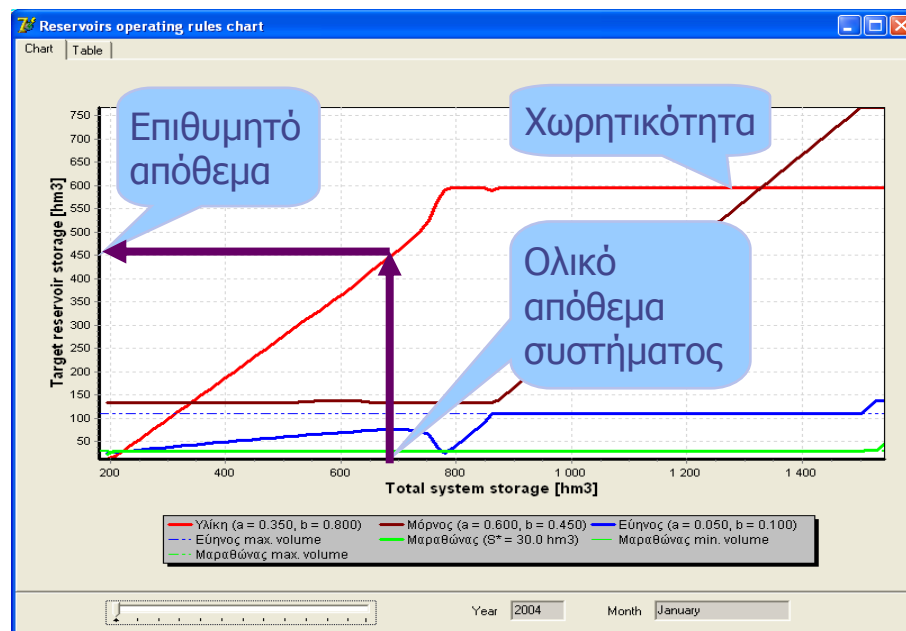 Reservoirs operating rules chart
Chart Table
Επιθυμητό
απόθεμα
Χωρητικότητα
Ολικό
απόθεμα
συστήματος
Target reservoir storage [hm3]
750
700
650
600
550
500
450
400
350
300
250
200
150
100
50
200 400 600 800 1 000 1 200 1 400
Total system storage [hm3]
Υλίκη (a = 0.350, b = 0.800) Μόρνος (a = 0.600, b = 0.450) Εύηνος (a = 0.050, b = 0.100)
Εύηνος max. volume Μαραθώνας (S* = 30.0 hm3) Μαραθώνας min. volume
Μαραθώνας max. volume
Year 2004 Month January